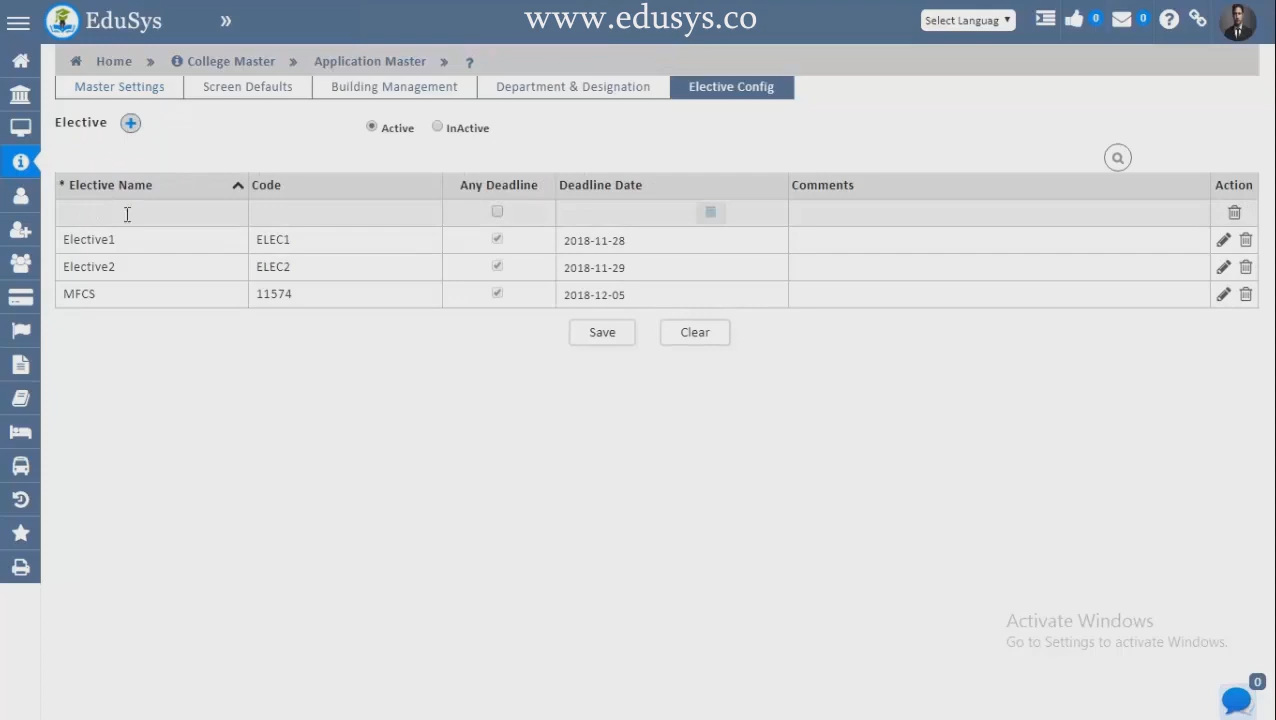 EduSys » www.edusys.co Select Languag 0 0 ?
Home » College Master » Application Master » ?
Master Settings Screen Defaults Building Management Department & Designation Elective Config
Elective Active InActive
* Elective Name Code Any Deadline Deadline Date Comments Action
Elective1 ELEC1 2018-11-28
Elective2 ELEC2 2018-11-29
MFCS 11574 2018-12-05
Save Clear
Activate Windows
Go to Settings to activate Windows.
0